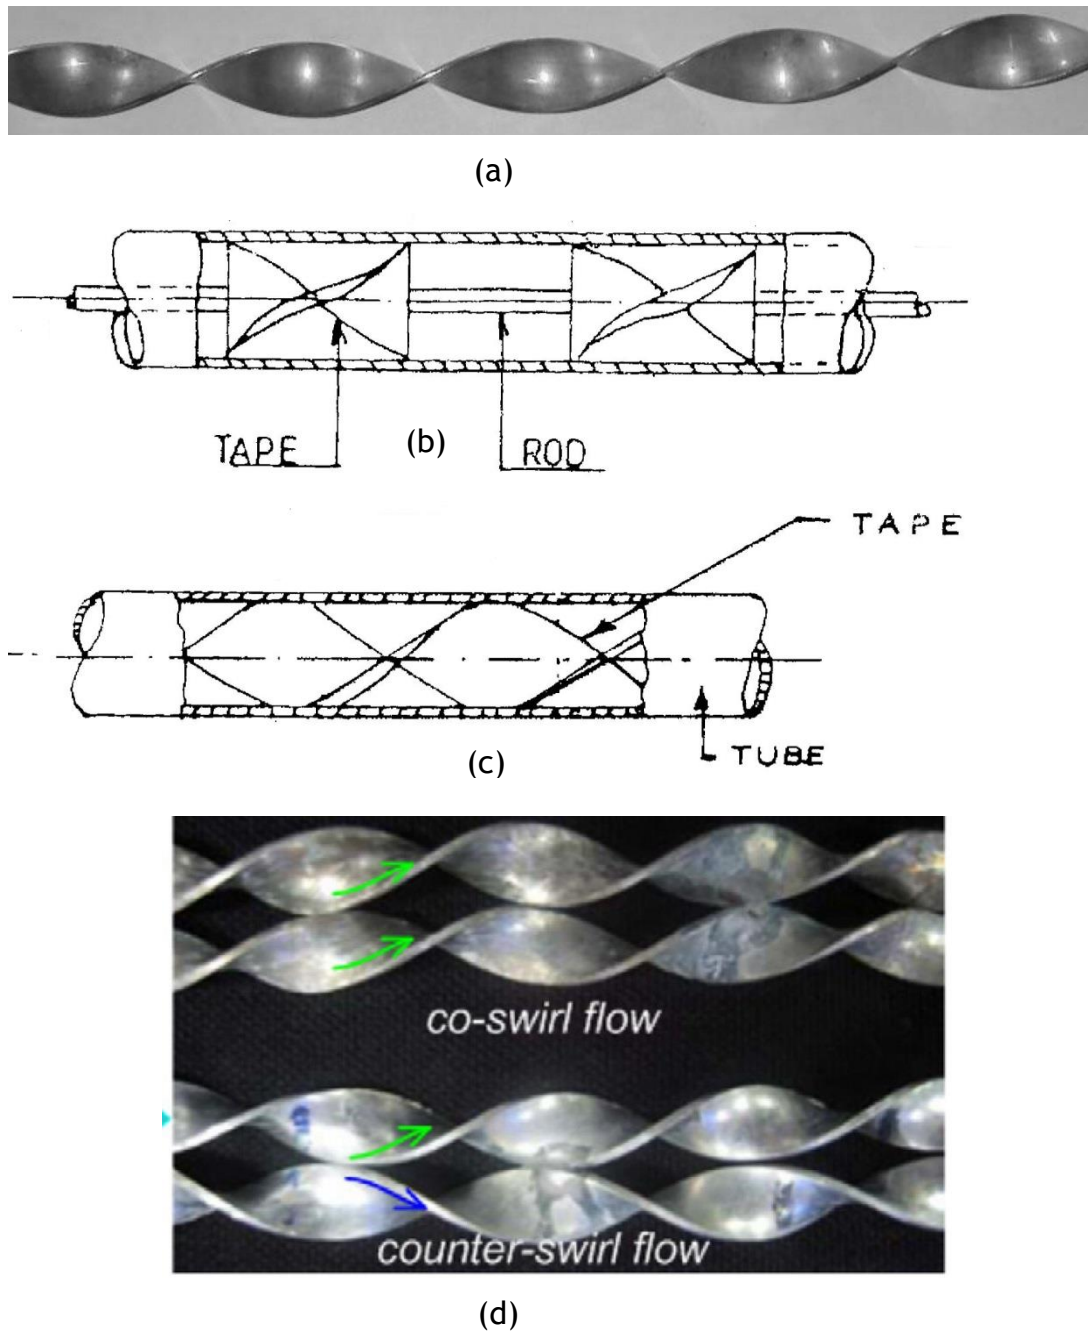 (a)
TAPE
(b)
ROD
TAPE
(c)
TUBE
co-swirl flow
counter-swirl flow
(d)